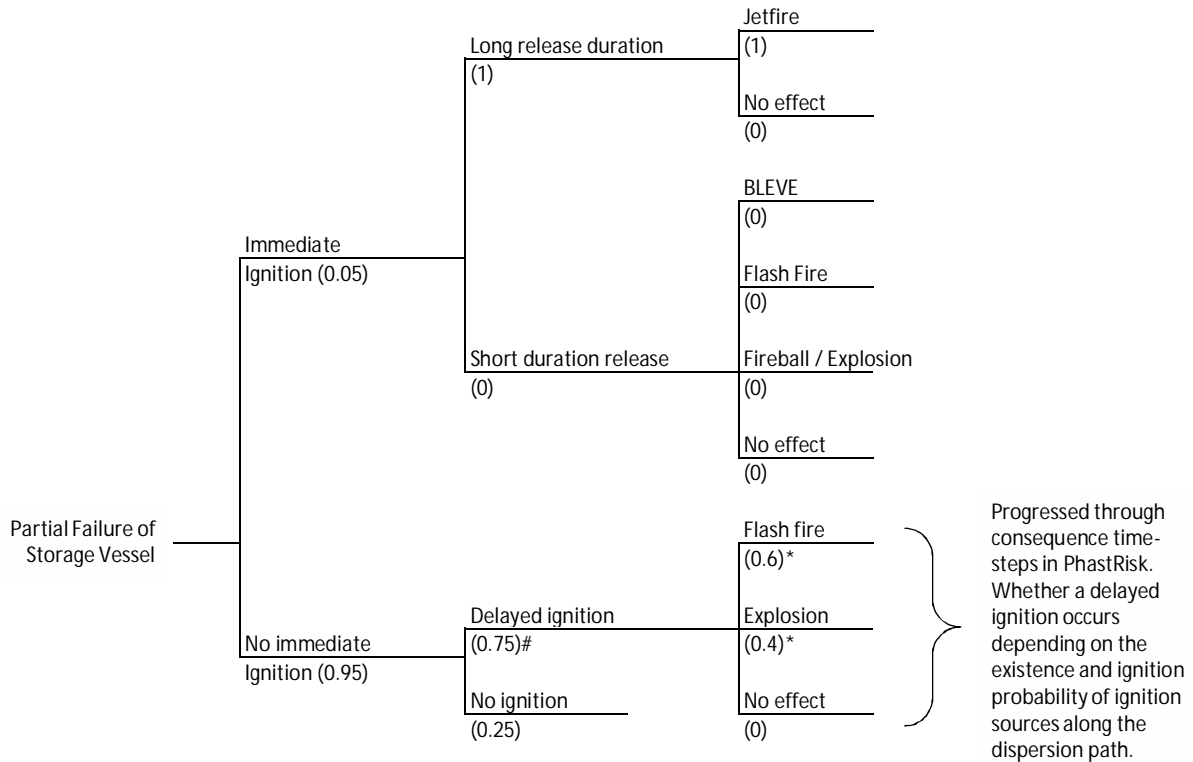 Jetfire
(1)
Long release duration
(1)
No effect
(0)
BLEVE
(0)
Immediate
Ignition (0.05)
Flash Fire
(0)
Short duration release
(0)
Fireball / Explosion
(0)
No effect
(0)
Partial Failure of
Storage Vessel
Flash fire
(0.6)*
Delayed ignition
(0.75)#
Explosion
(0.4)*
No immediate
Ignition (0.95)
No ignition
(0.25)
No effect
(0)
Progressed through
consequence time-
steps in PhastRisk.
Whether a delayed
ignition occurs
depending on the
existence and ignition
probability of ignition
sources along the
dispersion path.